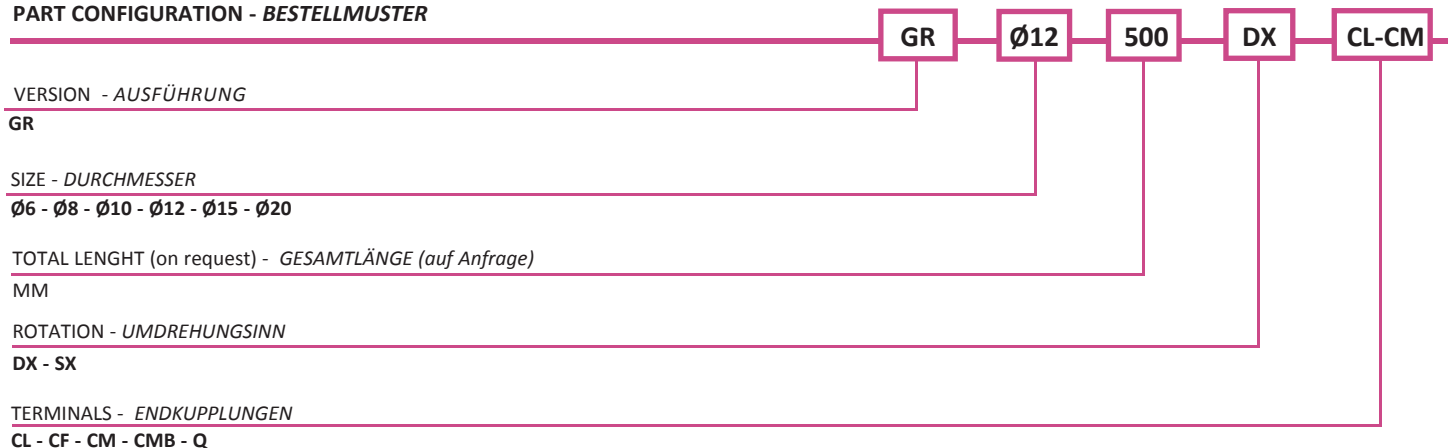 PART CONFIGURATION - BESTELLMUSTER
GR Ø12 500 DX CL-CM
VERSION - AUSFÜHRUNG
GR
SIZE - DURCHMESSER
Ø6 - Ø8 - Ø10 - Ø12 - Ø15 - Ø20
TOTAL LENGHT (on request) - GESAMTLÄNGE (auf Anfrage)
MM
ROTATION - UMDREHUNGSINN
DX - SX
TERMINALS - ENDKUPPLUNGEN
CL - CF - CM - CMB - Q